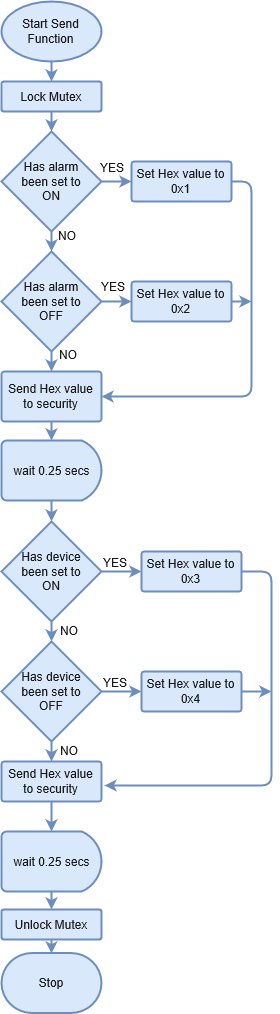 Start Send
Function
Lock Mutex
Has alarm
been set to
ON
YES
Set Hex value to
0x1
NO
Has alarm
been set to
OFF
YES
Set Hex value to
0x2
NO
Send Hex value
to security
wait 0.25 secs
Has device
been set to
ON
YES
Set Hex value to
0x3
NO
Has device
been set to
OFF
YES
Set Hex value to
0x4
NO
Send Hex value
to security
wait 0.25 secs
Unlock Mutex
Stop